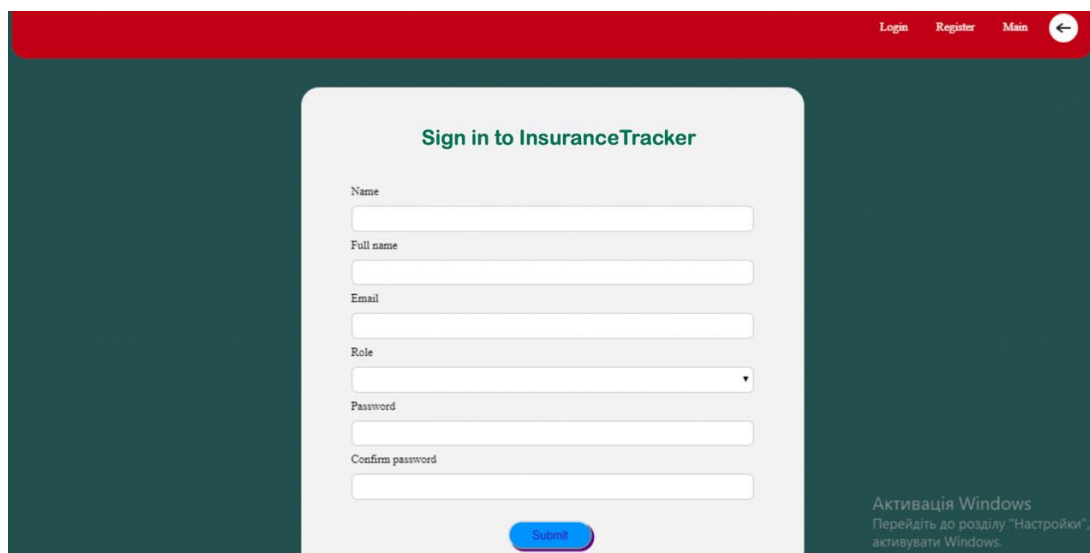 Login Register Main
Sign in to InsuranceTracker
Name
Full name
Email
Role
Password
Confirm password
Submit
Активація Windows
Перейдіть до розділу "Настройки",
активувати Windows.